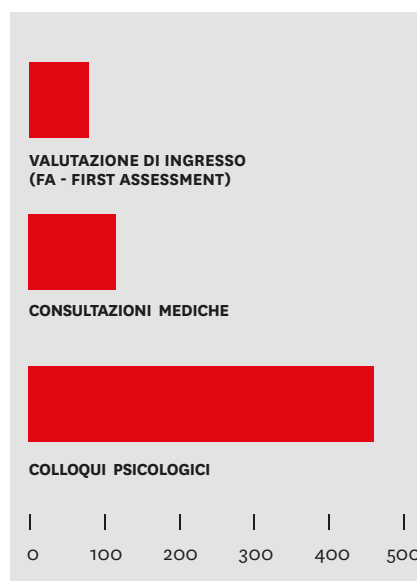 VALUTAZIONE DI INGRESSO
(FA - FIRST ASSESSMENT)
CONSULTAZIONI MEDICHE
COLLOQUI PSICOLOGICI
0 100 200 300 400 500